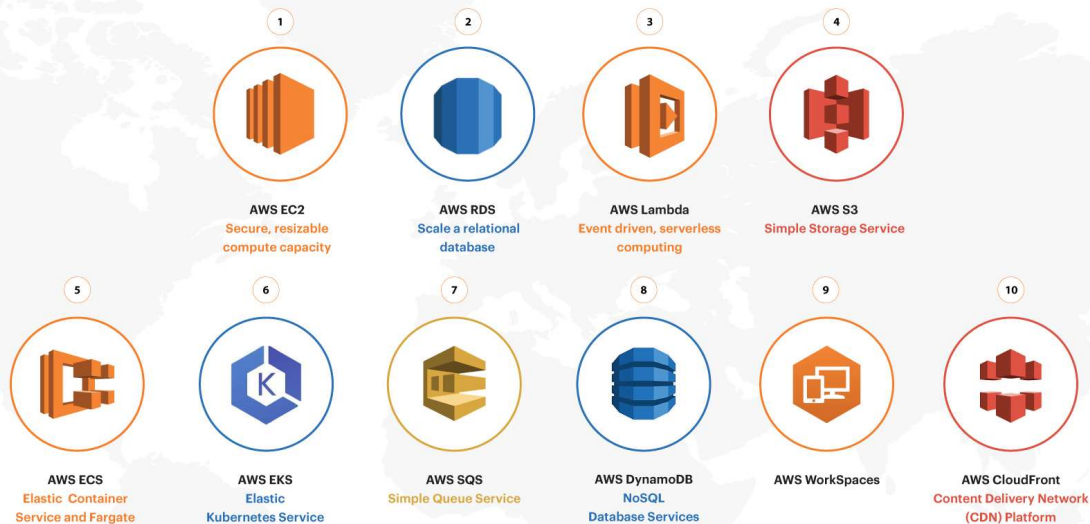 1
2
3
4
AWS EC2
Secure, resizable
compute capacity
AWS RDS
Scale a relational
database
AWS Lambda
Event driven, serverless
computing
AWS S3
Simple Storage Service
5
6
7
8
9
10
K
AWS ECS
Elastic Container
Service and Fargate
AWS EKS
Elastic
Kubernetes Service
AWS SQS
Simple Queue Service
AWS DynamoDB
NoSQL
Database Services
AWS WorkSpaces
AWS CloudFront
Content Delivery Network
(CDN) Platform